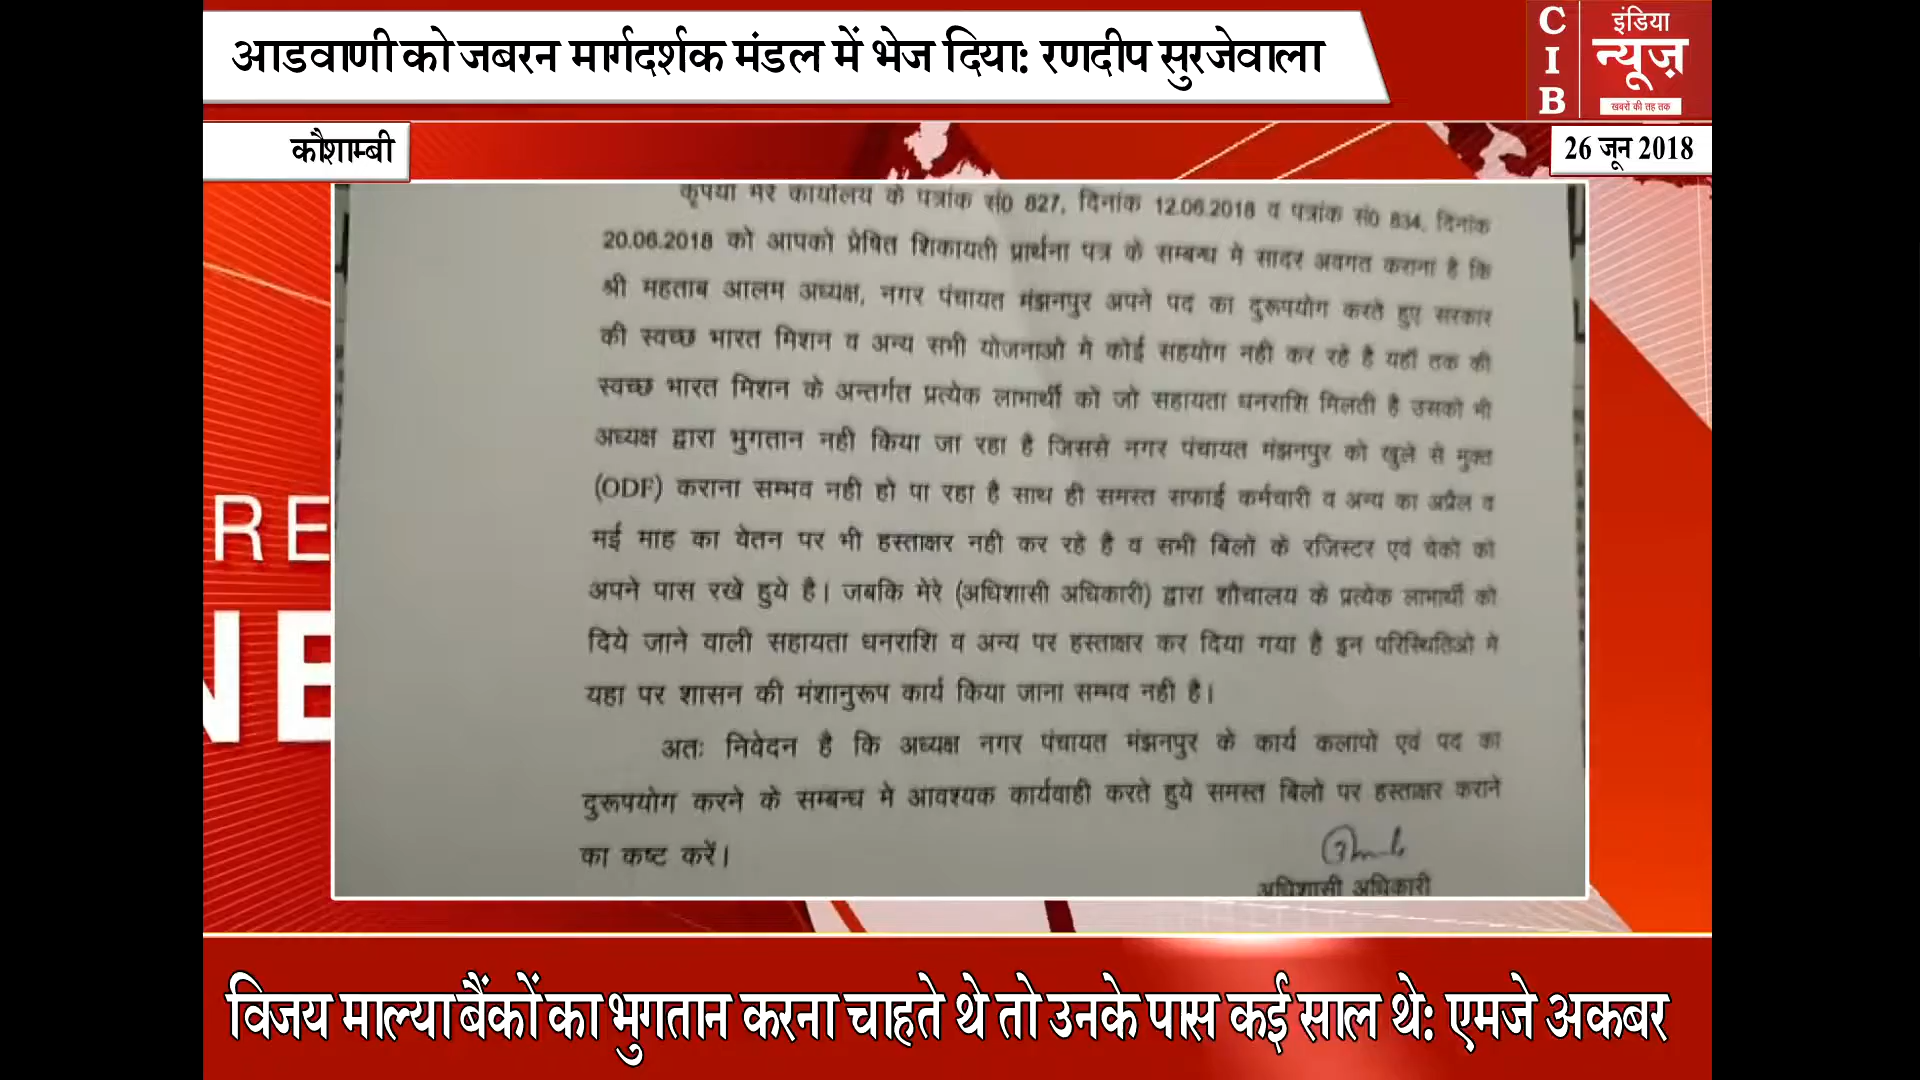 आडवाणी को जबरन मार्गदर्शक मंडल में भेज दिया: रणदीप सुरजेवाला
C I B
इंडिया
न्यूज़
खबरों की तह तक
कौशाम्बी
26 जून 2018
कृपया मेरे कार्यालय के पत्रांक सं0 827, दिनांक 12.06.2018 व पत्रांक सं0 834, दिनांक
20.06.2018 को आपको प्रेषित शिकायती प्रार्थना पत्र के सम्बन्ध मे सादर अवगत कराना है कि
श्री महताब आलम अध्यक्ष, नगर पंचायत मंझनपुर अपने पद का दुरूपयोग करते हुए सरकार
की स्वच्छ भारत मिशन व अन्य सभी योजनाओ मे कोई सहयोग नही कर रहे है यहाँ तक की
स्वच्छ भारत मिशन के अन्तर्गत प्रत्येक लाभार्थी को जो सहायता धनराशि मिलती है उसको भी
अध्यक्ष द्वारा भुगतान नही किया जा रहा है जिससे नगर पंचायत मंझनपुर को खुले से मुक्त
(ODF) कराना सम्भव नही हो पा रहा है साथ ही समस्त सफाई कर्मचारी व अन्य का अप्रैल व
मई माह का वेतन पर भी हस्ताक्षर नही कर रहे है व सभी बिलो के रजिस्टर एवं चेको को
अपने पास रखे हुये है। जबकि मेरे (अधिशासी अधिकारी) द्वारा शौचालय के प्रत्येक लाभार्थी को
दिये जाने वाली सहायता धनराशि व अन्य पर हस्ताक्षर कर दिया गया है इन परिस्थितिओ मे
यहा पर शासन की मंशानुरूप कार्य किया जाना सम्भव नही है।
अतः निवेदन है कि अध्यक्ष नगर पंचायत मंझनपुर के कार्य कलापो एवं पद का
दुरूपयोग करने के सम्बन्ध मे आवश्यक कार्यवाही करते हुये समस्त बिलो पर हस्ताक्षर कराने
का कष्ट करें।
अधिशासी अधिकारी
RE
NE
विजय माल्या बैंकों का भुगतान करना चाहते थे तो उनके पास कई साल थे: एमजे अकबर